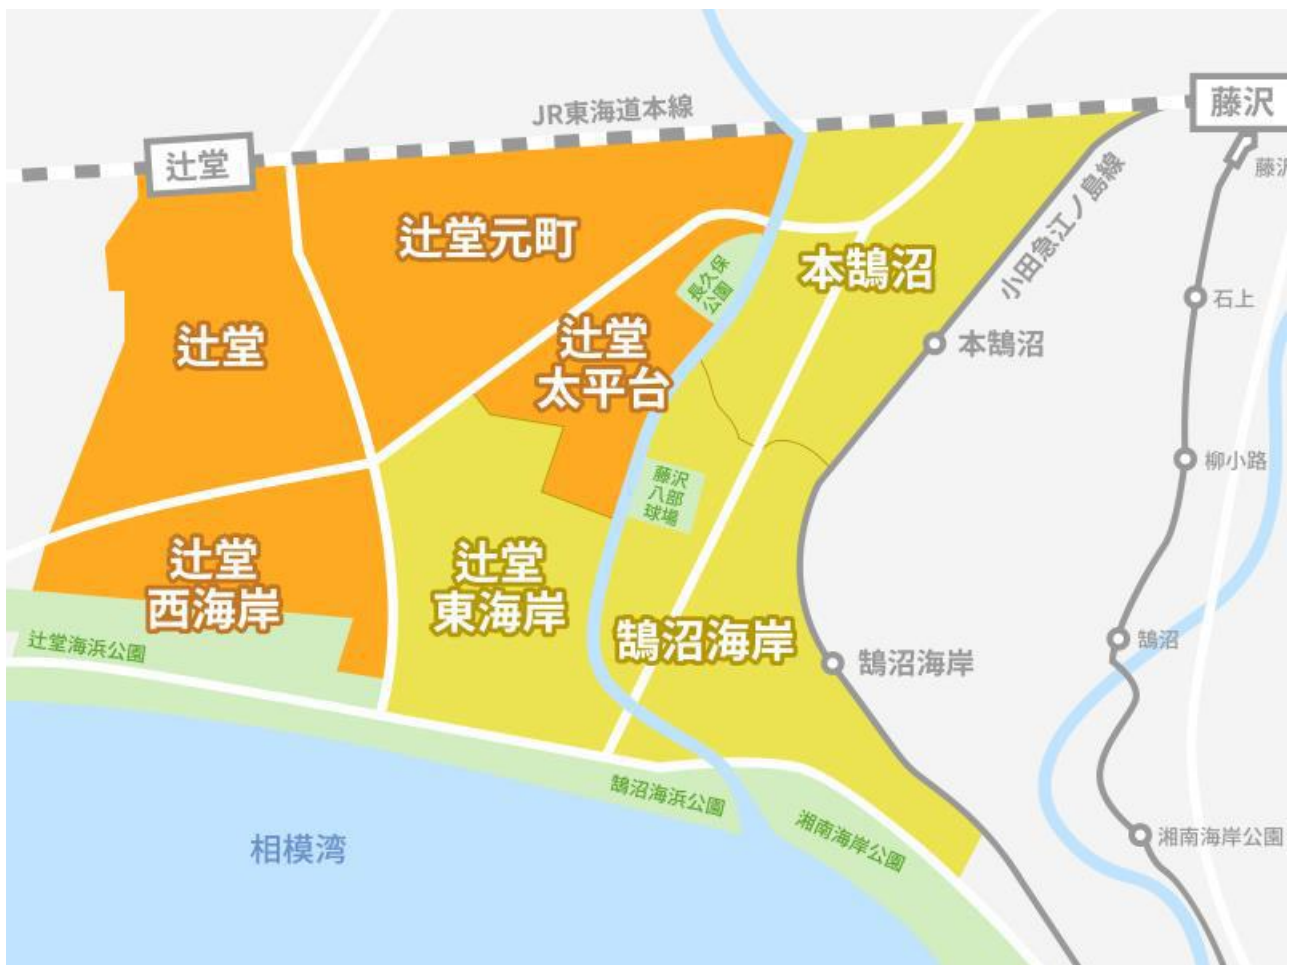 JR東海道本線
藤沢
辻堂
小田急江ノ島線
辻堂元町
本鵠沼
長久保
公園
石上
辻堂
辻堂
太平台
本鵠沼
柳小路
藤沢
八部
球場
辻堂
西海岸
辻堂
東海岸
鵠沼海岸
鵠沼海岸
鵠沼
辻堂海浜公園
鵠沼海浜公園
湘南海岸公園
湘南海岸公園
相模湾